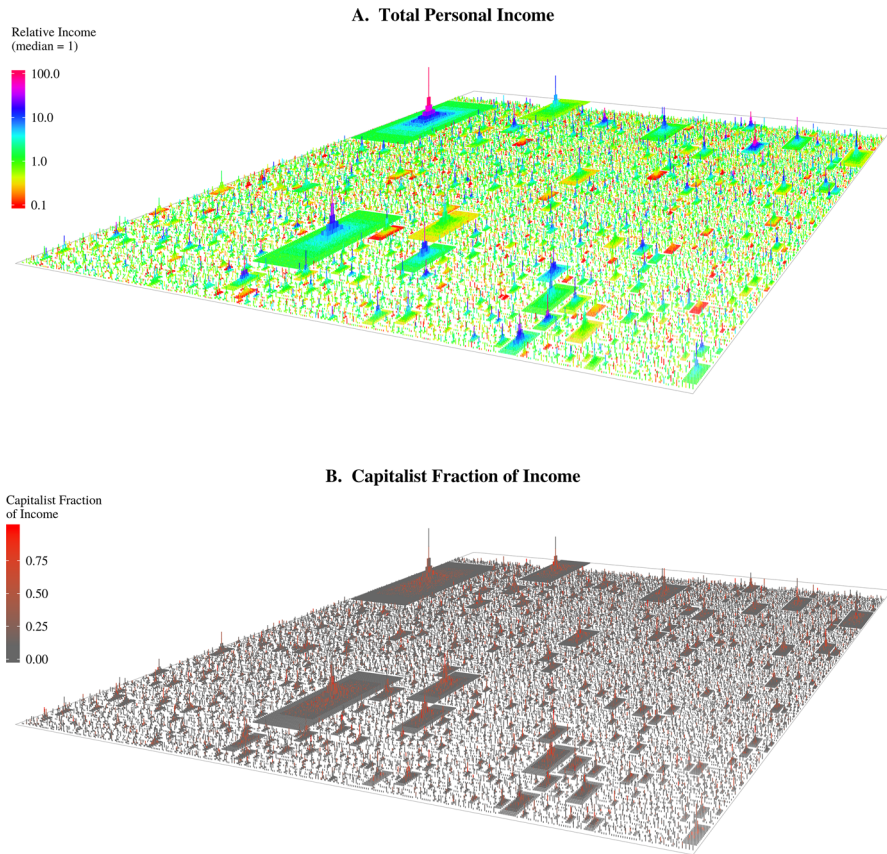 A. Total Personal Income
Relative Income
(median = 1)
100.0
10.0
1.0
0.1
B. Capitalist Fraction of Income
Capitalist Fraction
of Income
0.75
0.50
0.25
0.00